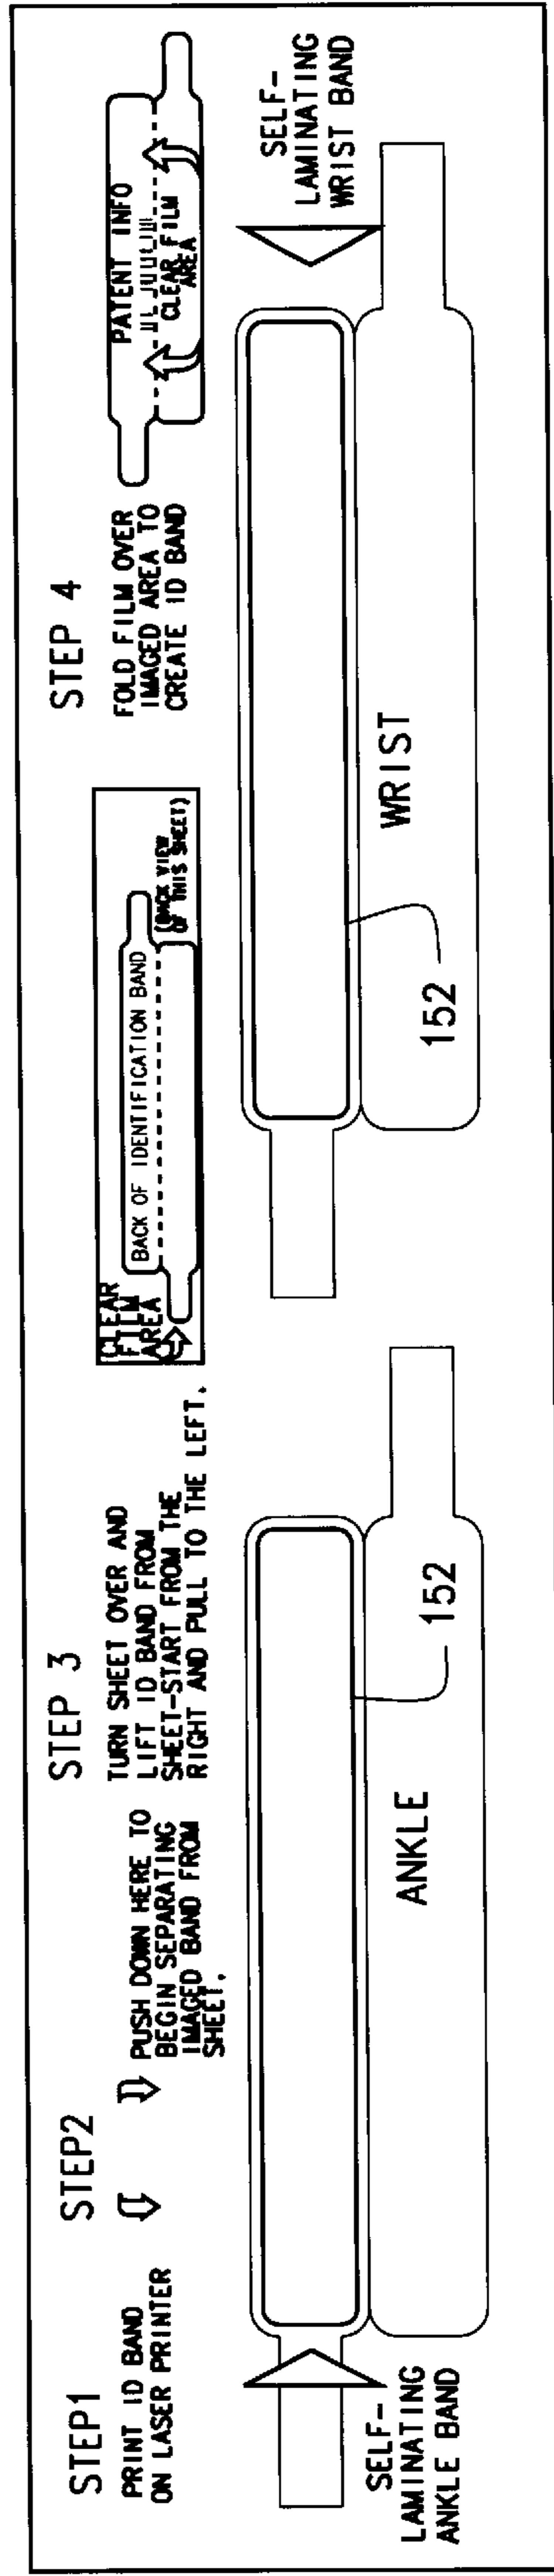 STEP1
PRINT ID BAND
ON LASER PRINTER
STEP2
PUSH DOWN HERE TO
BEGIN SEPARATING
IMAGED BAND FROM
SHEET.
STEP 3
TURN SHEET OVER AND
LIFT ID BAND FROM
SHEET-START FROM THE
RIGHT AND PULL TO THE LEFT.
CLEAR
FILM
AREA
BACK OF IDENTIFICATION BAND
(BACK VIEW
OF THIS SHEET)
STEP 4
FOLD FILM OVER
IMAGED AREA TO
CREATE ID BAND
PATENT INFO
CLEAR FILM
AREA
SELF-
LAMINATING
ANKLE BAND
ANKLE
152
WRIST
152
SELF-
LAMINATING
WRIST BAND